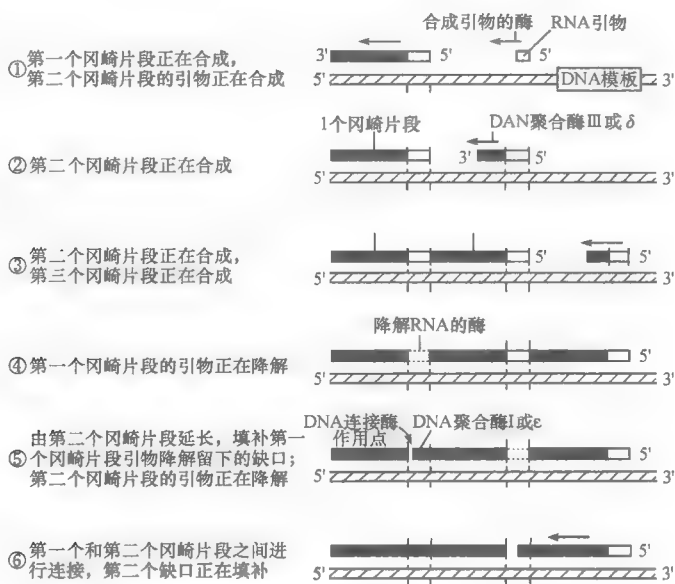 合成引物的酶 RNA引物
①第一个冈崎片段正在合成，
第二个冈崎片段的引物正在合成
3' 5' 5'
5' DNA模板 3'
1个冈崎片段 DAN聚合酶Ⅲ或δ
②第二个冈崎片段正在合成
3' 5'
5' 3'
③第二个冈崎片段正在合成，
第三个冈崎片段正在合成
5' 5'
5' 3'
降解RNA的酶
④第一个冈崎片段的引物正在降解
5'
5' 3'
DNA连接酶 DNA聚合酶I或ε
作用点
⑤由第二个冈崎片段延长，填补第一
个冈崎片段引物降解留下的缺口；
第二个冈崎片段的引物正在降解
5'
5' 3'
⑥第一个和第二个冈崎片段之间进
行连接，第二个缺口正在填补
5'
5' 3'